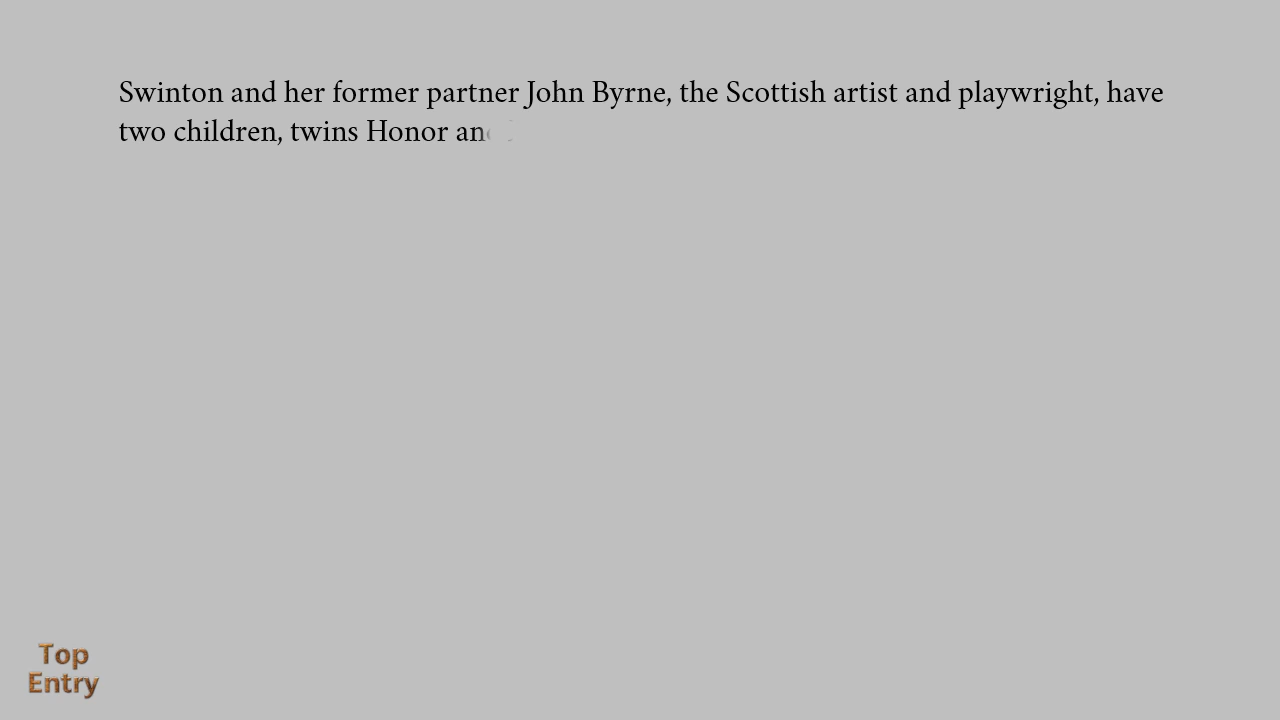 Swinton and her former partner John Byrne, the Scottish artist and playwright, have
two children, twins Honor an
Top
Entry